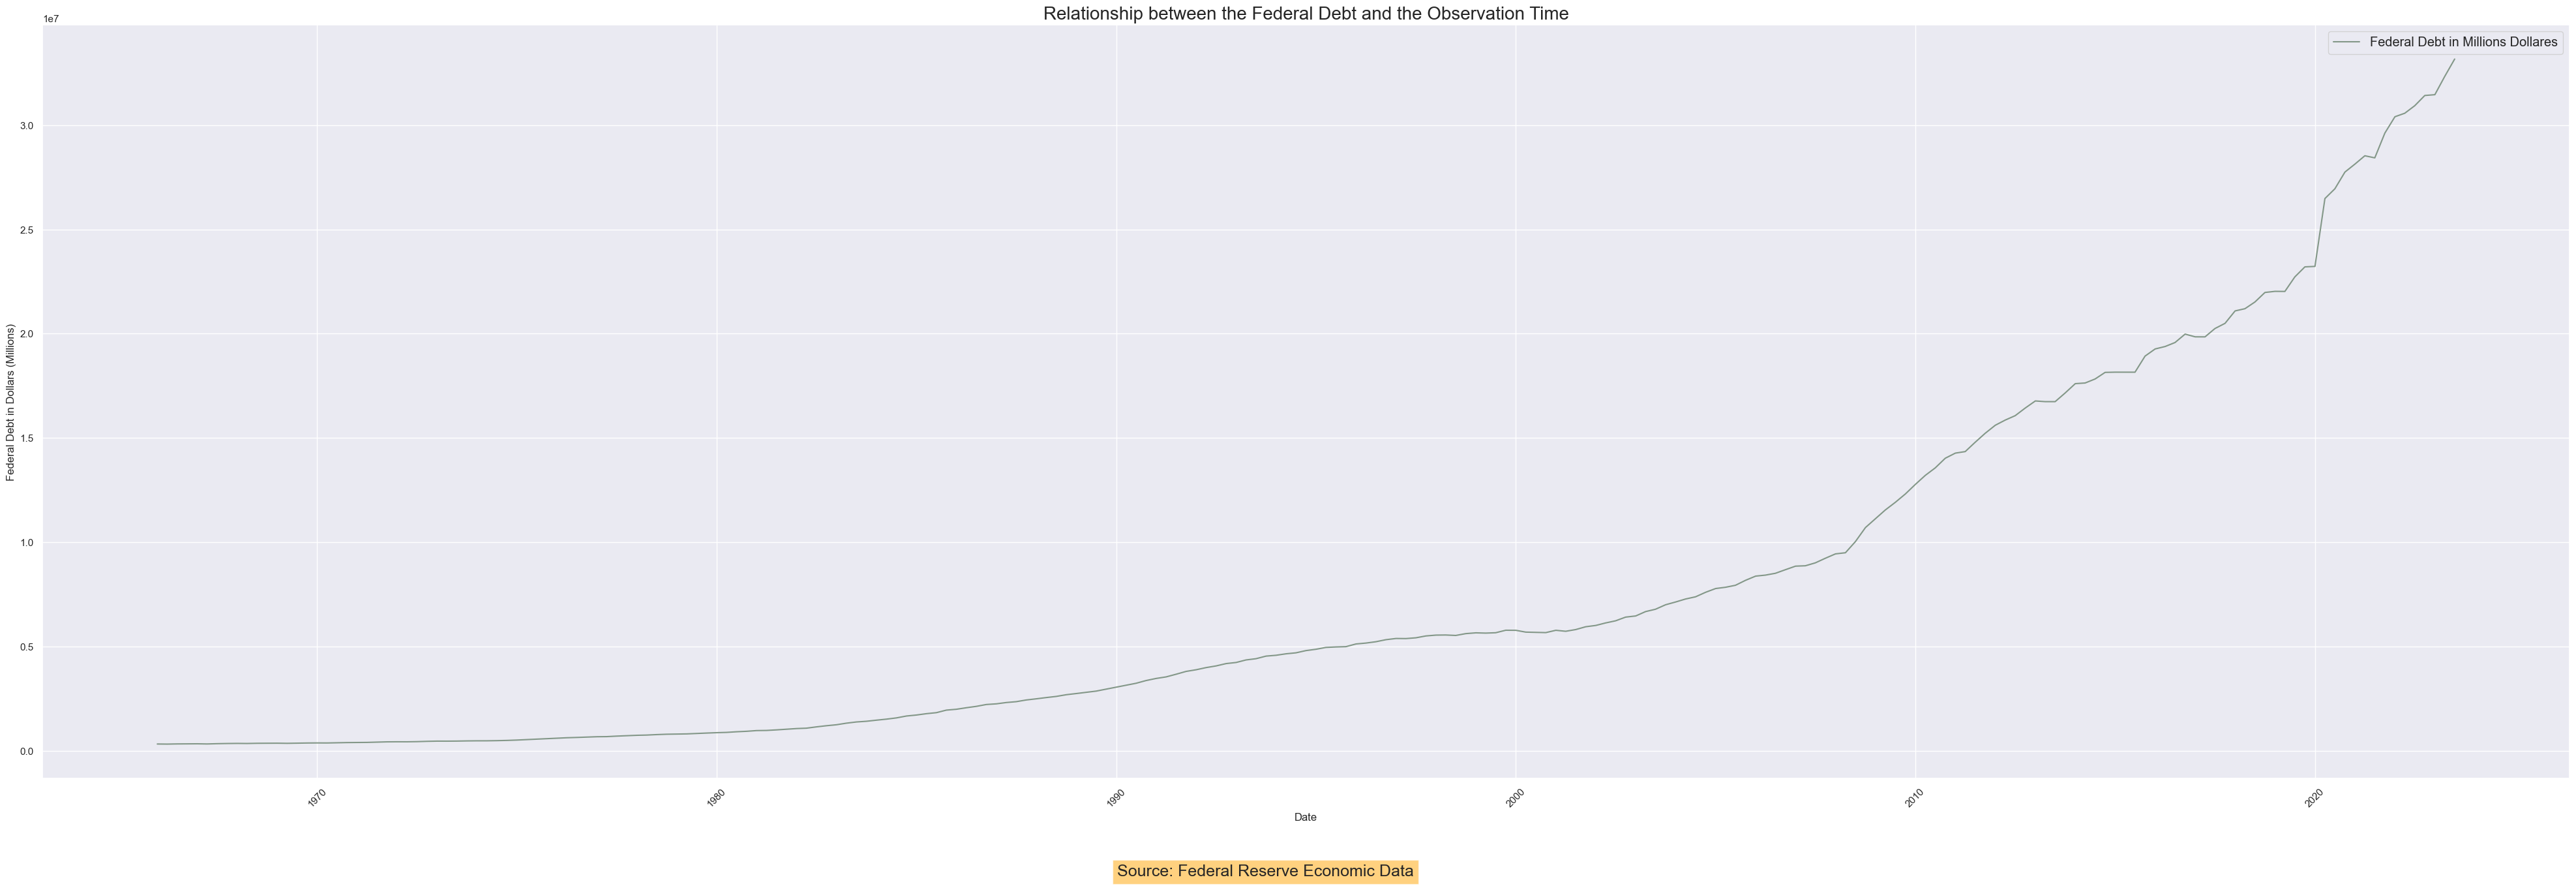 Relationship between the Federal Debt and the Observation Time
1e7
Federal Debt in Millions Dollares
3.0
2.5
2.0
1.5
1.0
0.5
0.0
Federal Debt in Dollars (Millions)
1970
1980
1990
2000
2010
2020
Date
Source: Federal Reserve Economic Data